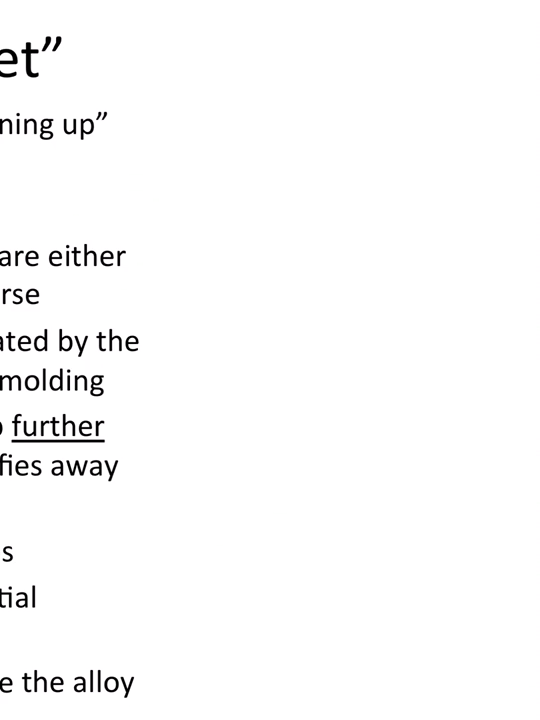 et”
ning up”
are either
rse
ated by the
molding
further
fies away
s
tial
e the alloy